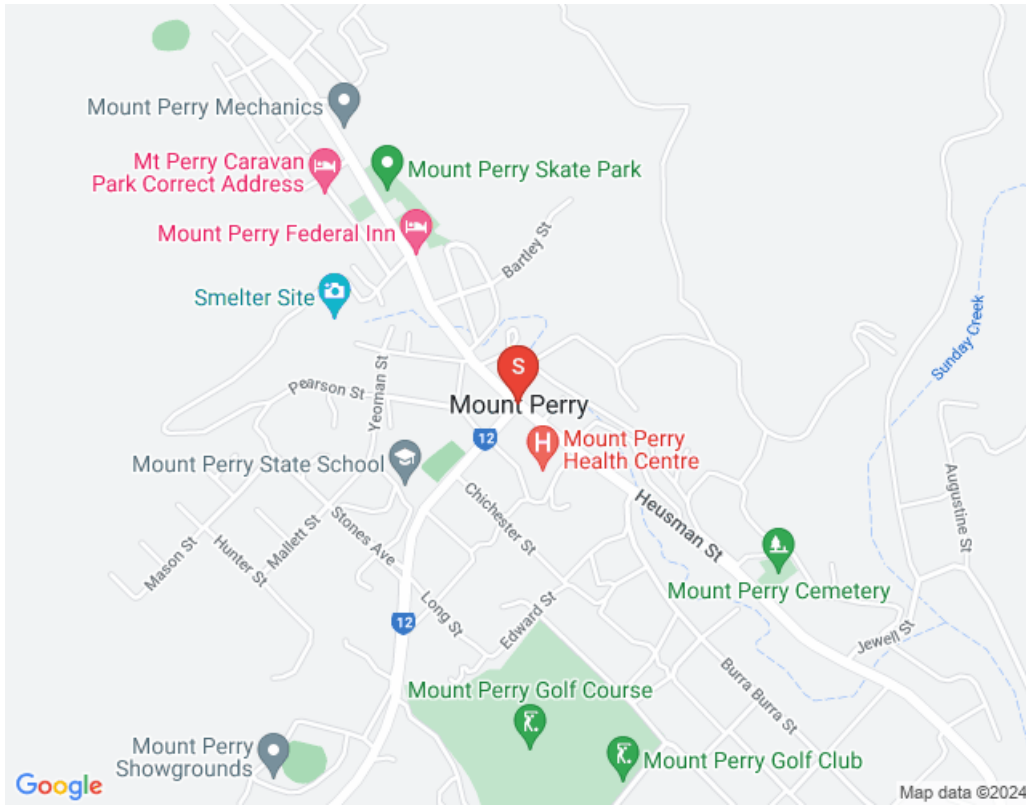 Mount Perry Mechanics
Mt Perry Caravan
Park Correct Address
Mount Perry Skate Park
Mount Perry Federal Inn
Bartley St
Smelter Site
Sunday Creek
S
Pearson St
Yeoman St
Mount Perry
12
Mount Perry
Health Centre
H
Mount Perry State School
Chichester St
Heusman St
Augustine St
Mallett St
Stones Ave
Mason St
Hunter St
Mount Perry Cemetery
Long St
Edward St
12
Jewell St
Burra Burra St
Mount Perry Golf Course
Mount Perry
Showgrounds
Mount Perry Golf Club
Google
Map data ©2024